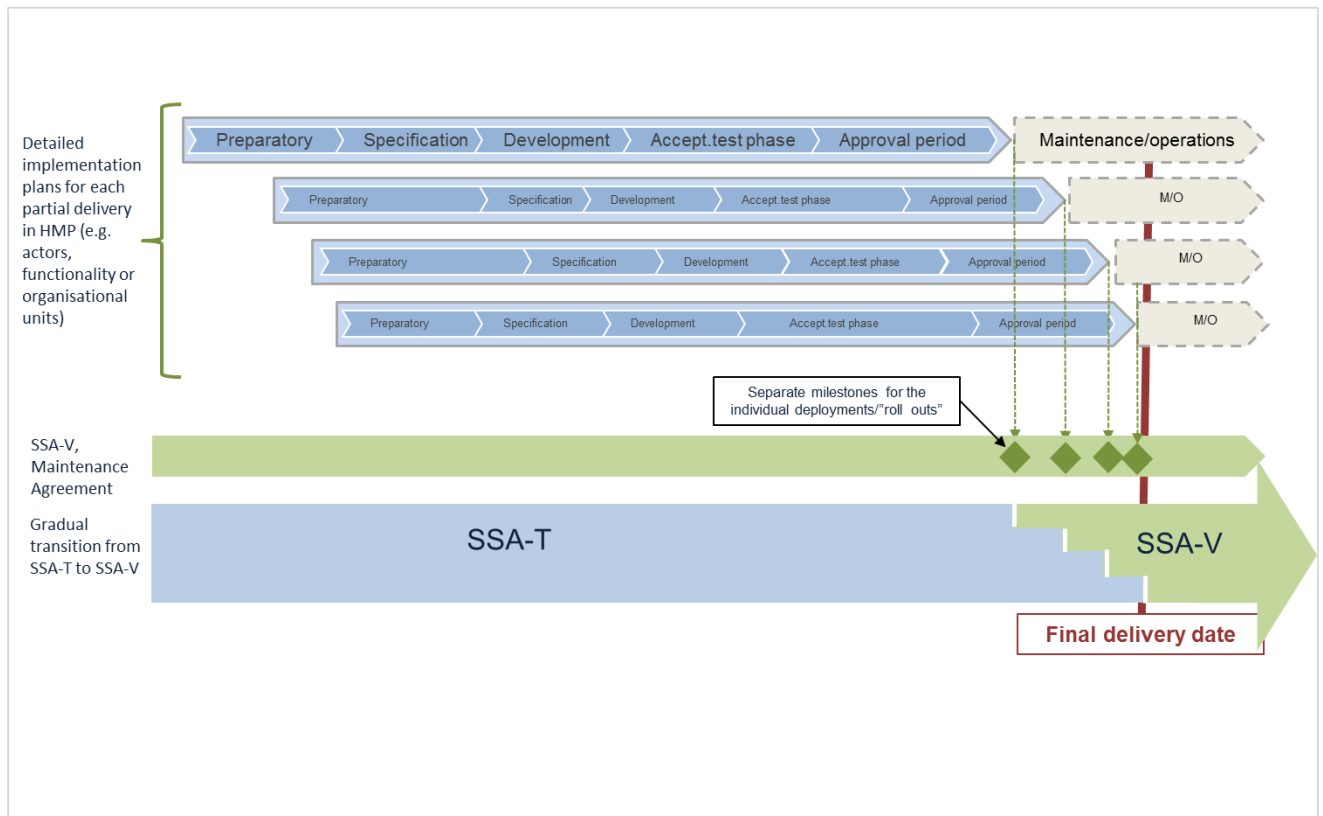 Detailed
implementation
plans for each
partial delivery
in HMP (e.g.
actors,
functionality or
organisational
units)
Preparatory Specification Development Accept.test phase Approval period Maintenance/operations
Preparatory Specification Development Accept.test phase Approval period M/O
Preparatory Specification Development Accept.test phase Approval period M/O
Preparatory Specification Development Accept.test phase Approval period M/O
Separate milestones for the
individual deployments/”roll outs”
SSA-V,
Maintenance
Agreement
Gradual
transition from
SSA-T to SSA-V
SSA-T
SSA-V
Final delivery date